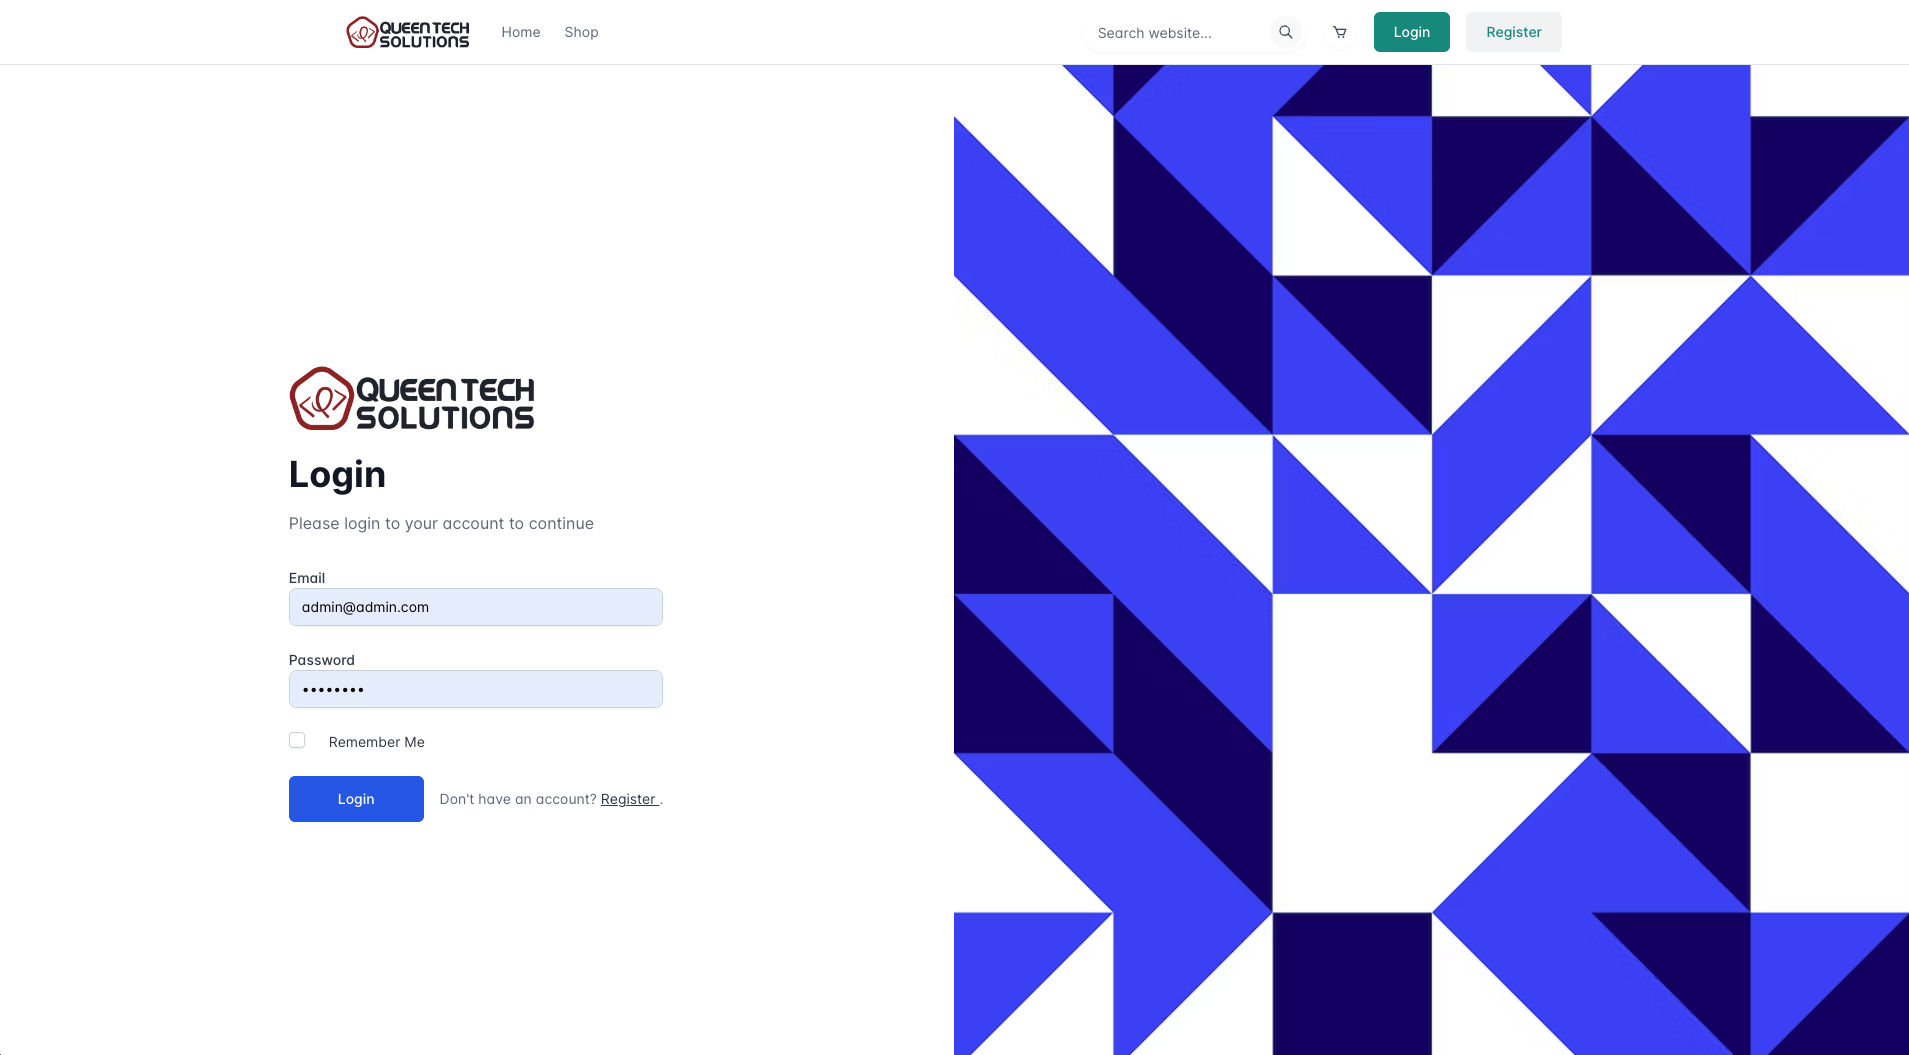 QUEEN TECH
SOLUTIONS
Home
Shop
Search website...
Login
Register
QUEEN TECH
SOLUTIONS
Login
Please login to your account to continue
Email
admin@admin.com
Password
••••••••
Remember Me
Login
Don't have an account? Register .